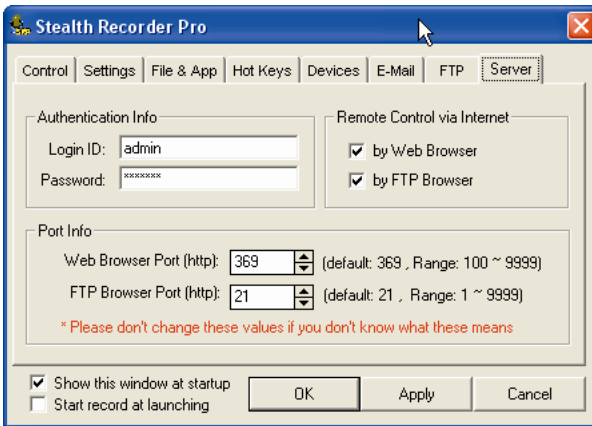 Stealth Recorder Pro
Control Settings File & App Hot Keys Devices E-Mail FTP Server
Authentication Info
Login ID: admin
Password: *******
Remote Control via Internet
by Web Browser
by FTP Browser
Port Info
Web Browser Port (http): 369 (default: 369 , Range: 100 ~ 9999)
FTP Browser Port (http): 21 (default: 21 , Range: 1 ~ 9999)
* Please don't change these values if you don't know what these means
Show this window at startup
Start record at launching
OK Apply Cancel